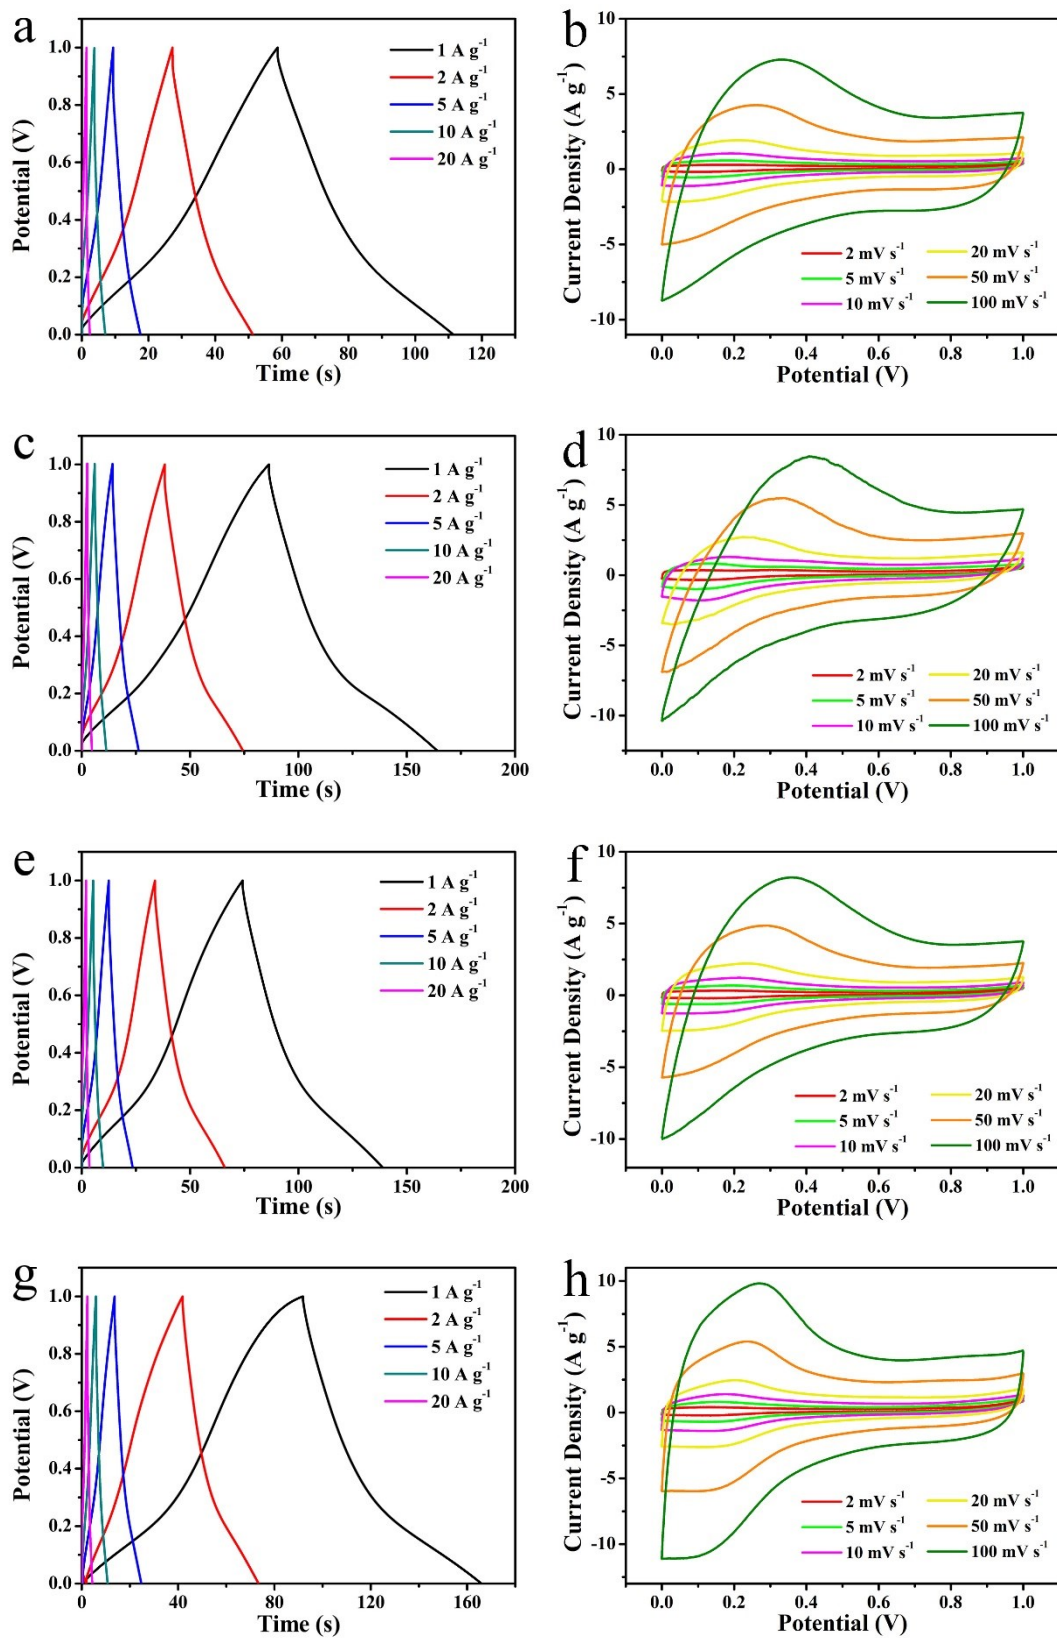 a
1.0
0.8
0.6
0.4
0.2
0.0
Potential (V)
1 A g⁻¹
2 A g⁻¹
5 A g⁻¹
10 A g⁻¹
20 A g⁻¹
0 20 40 60 80 100 120
Time (s)
b
10
5
0
-5
-10
Current Density (A g⁻¹)
2 mV s⁻¹ 20 mV s⁻¹
5 mV s⁻¹ 50 mV s⁻¹
10 mV s⁻¹ 100 mV s⁻¹
0.0 0.2 0.4 0.6 0.8 1.0
Potential (V)
c
1.0
0.8
0.6
0.4
0.2
0.0
Potential (V)
1 A g⁻¹
2 A g⁻¹
5 A g⁻¹
10 A g⁻¹
20 A g⁻¹
0 50 100 150 200
Time (s)
d
10
5
0
-5
-10
Current Density (A g⁻¹)
2 mV s⁻¹ 20 mV s⁻¹
5 mV s⁻¹ 50 mV s⁻¹
10 mV s⁻¹ 100 mV s⁻¹
0.0 0.2 0.4 0.6 0.8 1.0
Potential (V)
e
1.0
0.8
0.6
0.4
0.2
0.0
Potential (V)
1 A g⁻¹
2 A g⁻¹
5 A g⁻¹
10 A g⁻¹
20 A g⁻¹
0 50 100 150 200
Time (s)
f
10
5
0
-5
-10
Current Density (A g⁻¹)
2 mV s⁻¹ 20 mV s⁻¹
5 mV s⁻¹ 50 mV s⁻¹
10 mV s⁻¹ 100 mV s⁻¹
0.0 0.2 0.4 0.6 0.8 1.0
Potential (V)
g
1.0
0.8
0.6
0.4
0.2
0.0
Potential (V)
1 A g⁻¹
2 A g⁻¹
5 A g⁻¹
10 A g⁻¹
20 A g⁻¹
0 40 80 120 160
Time (s)
h
10
5
0
-5
-10
Current Density (A g⁻¹)
2 mV s⁻¹ 20 mV s⁻¹
5 mV s⁻¹ 50 mV s⁻¹
10 mV s⁻¹ 100 mV s⁻¹
0.0 0.2 0.4 0.6 0.8 1.0
Potential (V)